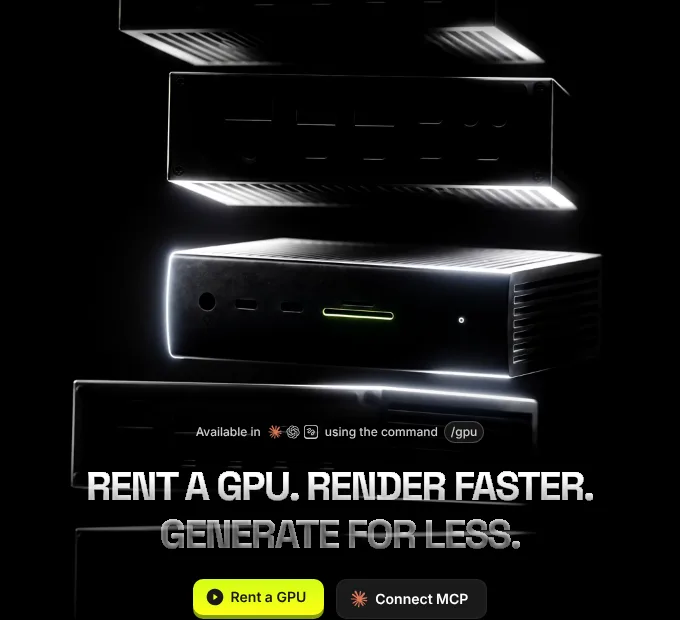 Available in using the command /gpu
RENT A GPU. RENDER FASTER.
GENERATE FOR LESS.
Rent a GPU
Connect MCP